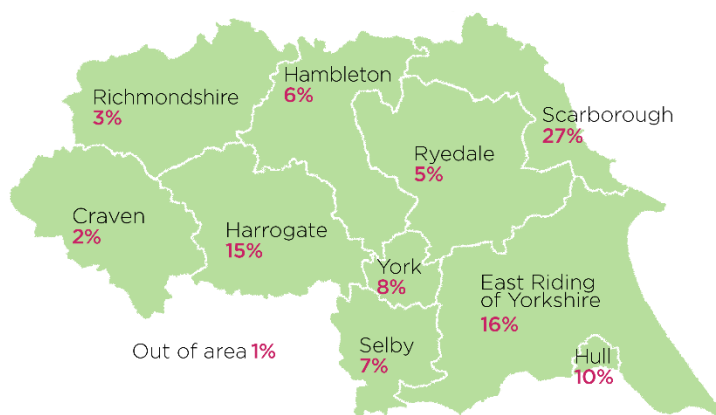 Hambleton
6%
Richmondshire
3%
Scarborough
27%
Ryedale
5%
Craven
2%
Harrogate
15%
York
8%
East Riding
of Yorkshire
16%
Out of area 1%
Selby
7%
Hull
10%